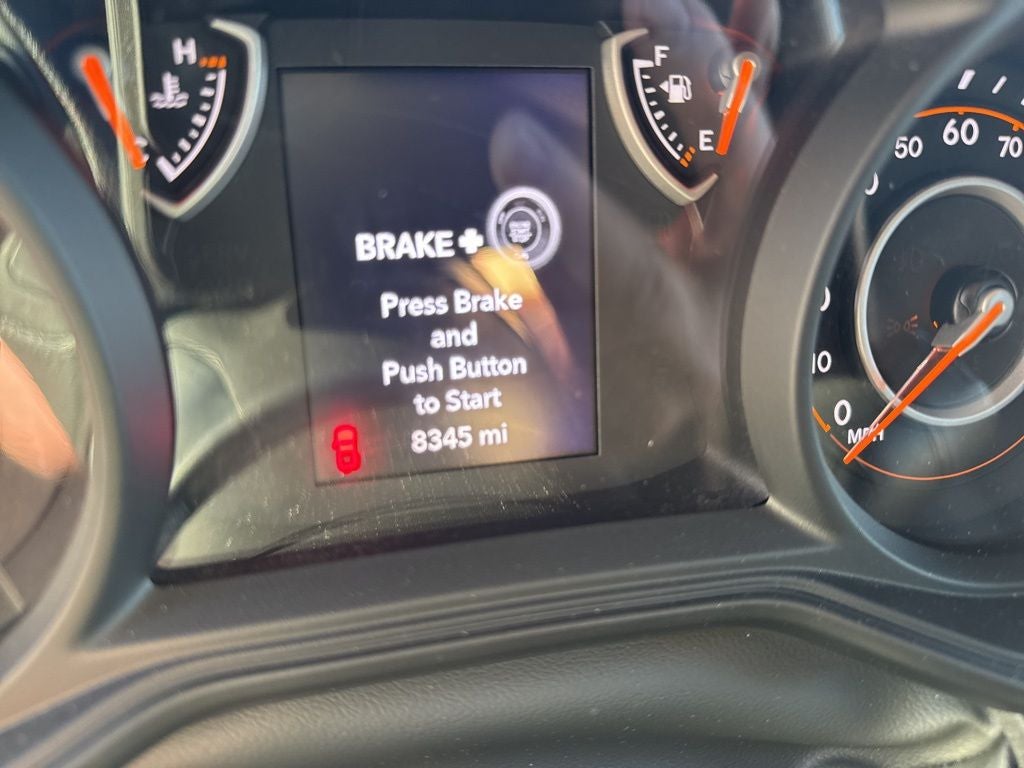 H
C
F
E
BRAKE +
Press Brake
and
Push Button
to Start
8345 mi
50
60
70
10
0
MPH